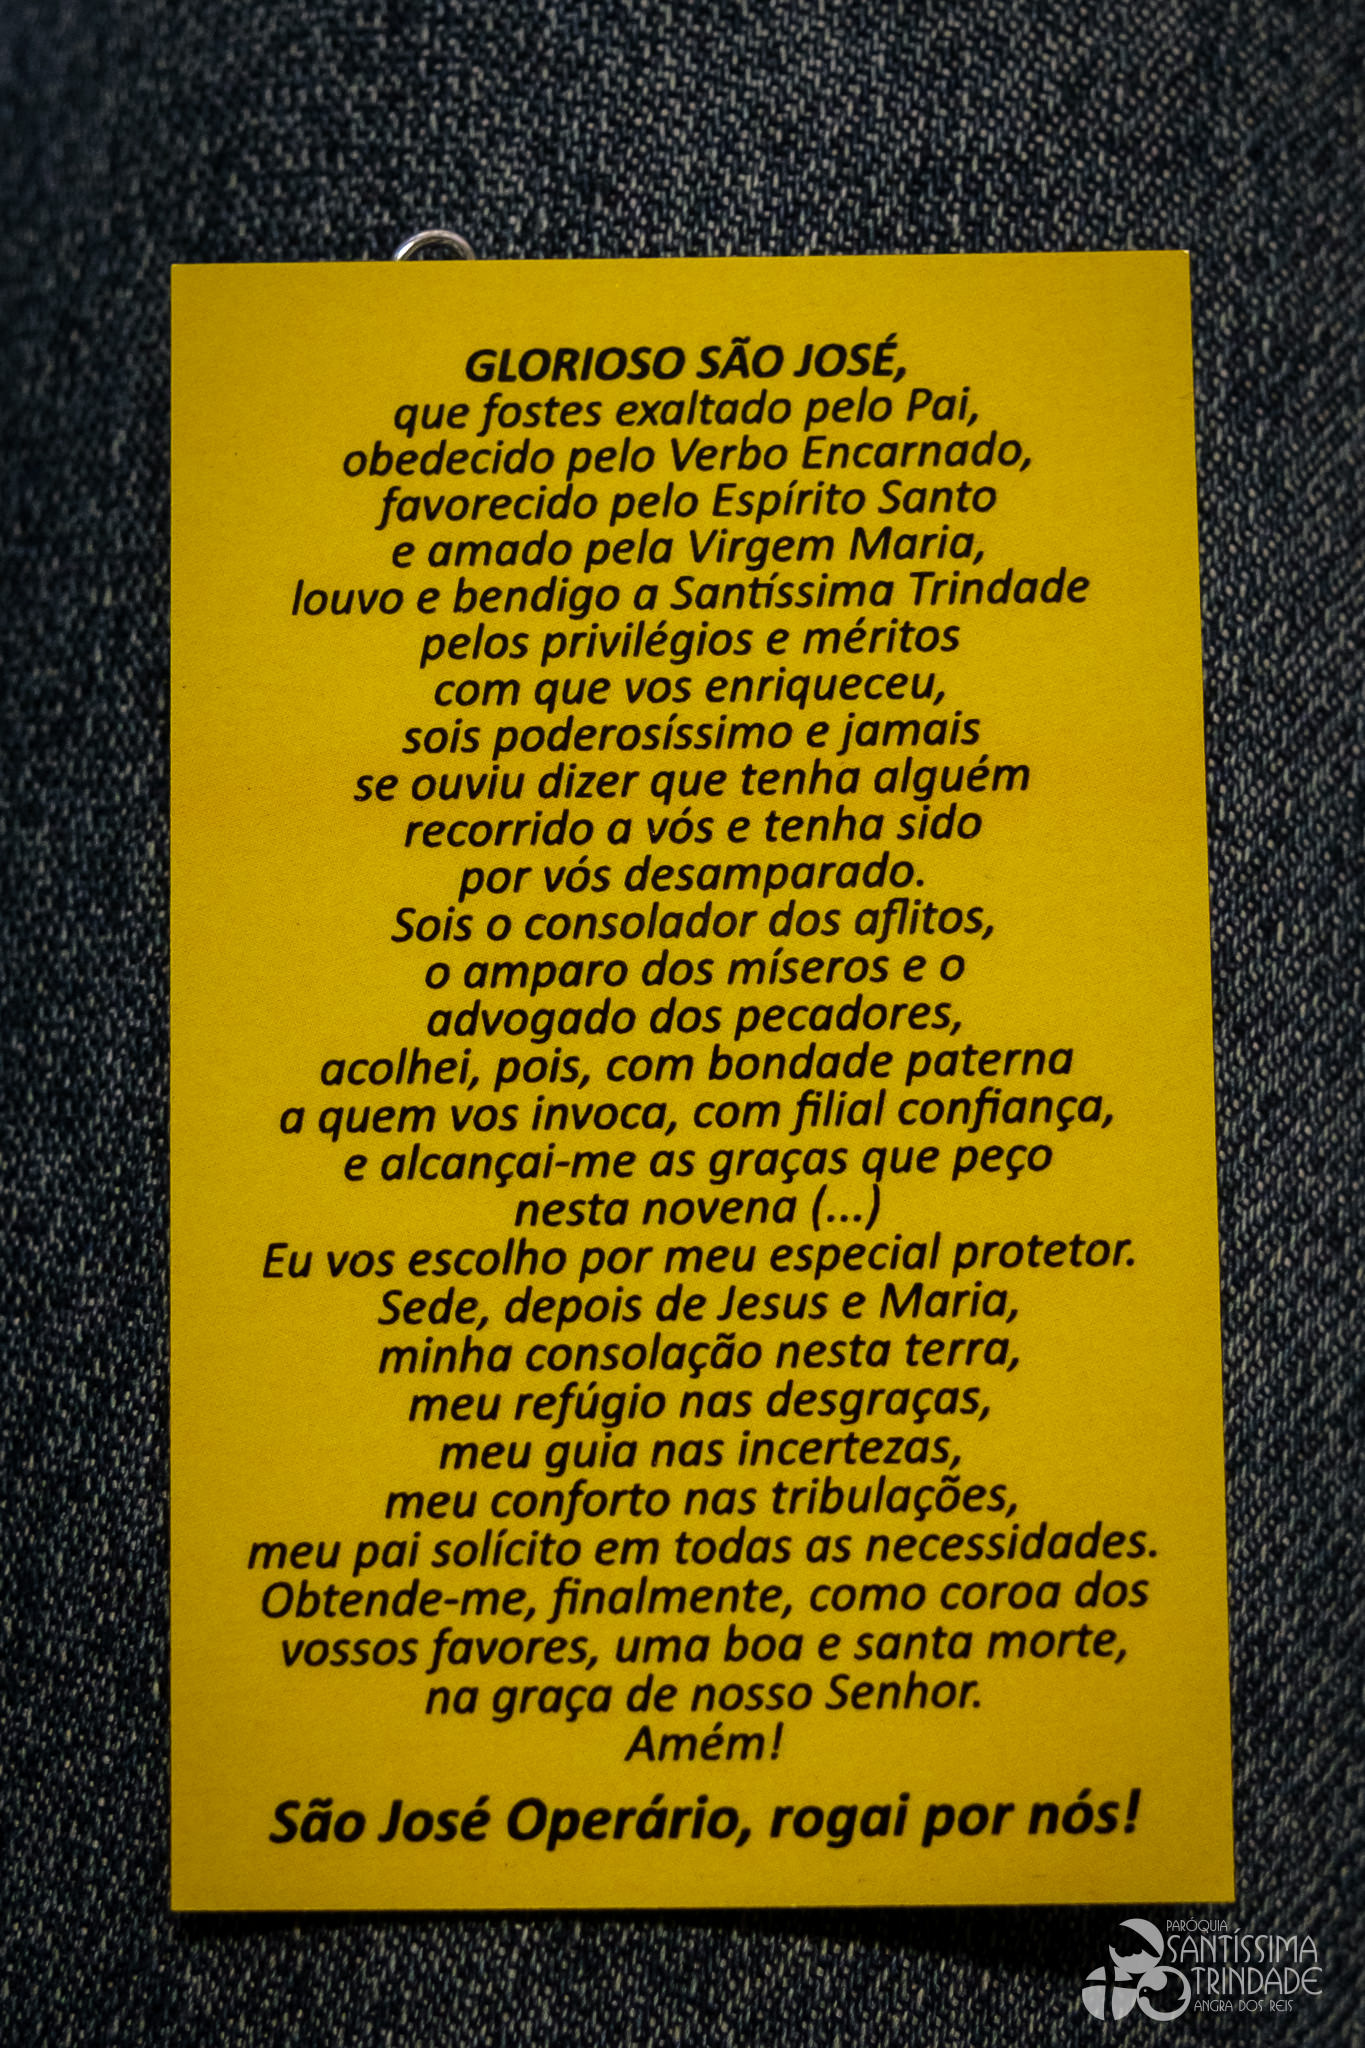 GLORIOSO SÃO JOSÉ,
que fostes exaltado pelo Pai,
obedecido pelo Verbo Encarnado,
favorecido pelo Espírito Santo
e amado pela Virgem Maria,
louvo e bendigo a Santíssima Trindade
pelos privilégios e méritos
com que vos enriqueceu,
sois poderosíssimo e jamais
se ouviu dizer que tenha alguém
recorrido a vós e tenha sido
por vós desamparado.
Sois o consolador dos aflitos,
o amparo dos míseros e o
advogado dos pecadores,
acolhei, pois, com bondade paterna
a quem vos invoca, com filial confiança,
e alcançai-me as graças que peço
nesta novena (...)
Eu vos escolho por meu especial protetor.
Sede, depois de Jesus e Maria,
minha consolação nesta terra,
meu refúgio nas desgraças,
meu guia nas incertezas,
meu conforto nas tribulações,
meu pai solícito em todas as necessidades.
Obtende-me, finalmente, como coroa dos
vossos favores, uma boa e santa morte,
na graça de nosso Senhor.
Amém!
São José Operário, rogai por nós!
PARÓQUIA
SANTÍSSIMA
TRINDADE
ANGRA DOS REIS